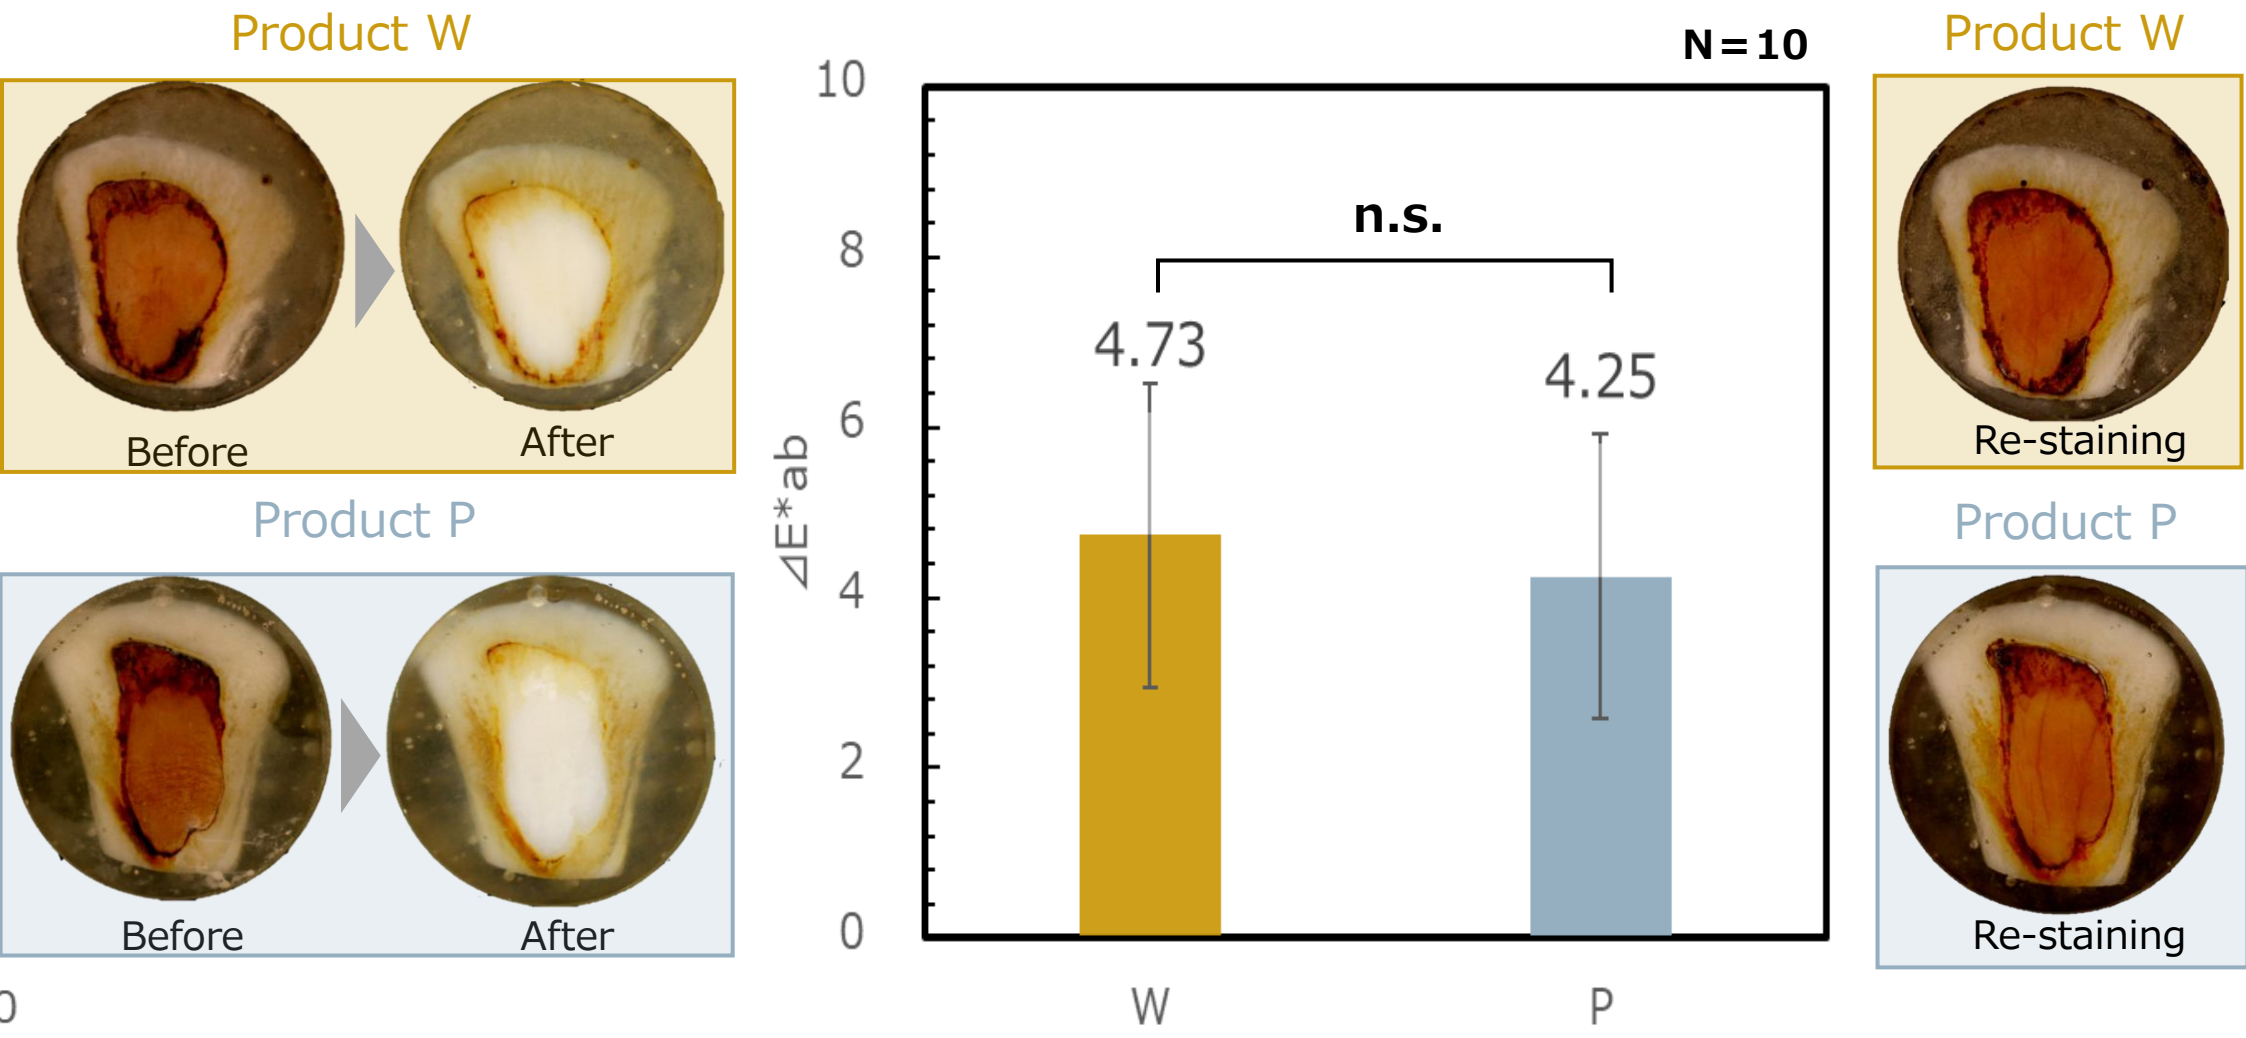 Product W
Before
After
Product P
Before
After
0
N=10
10
8
6
4
2
0
⊿E*ab
n.s.
4.73
4.25
W
P
Product W
Re-staining
Product P
Re-staining